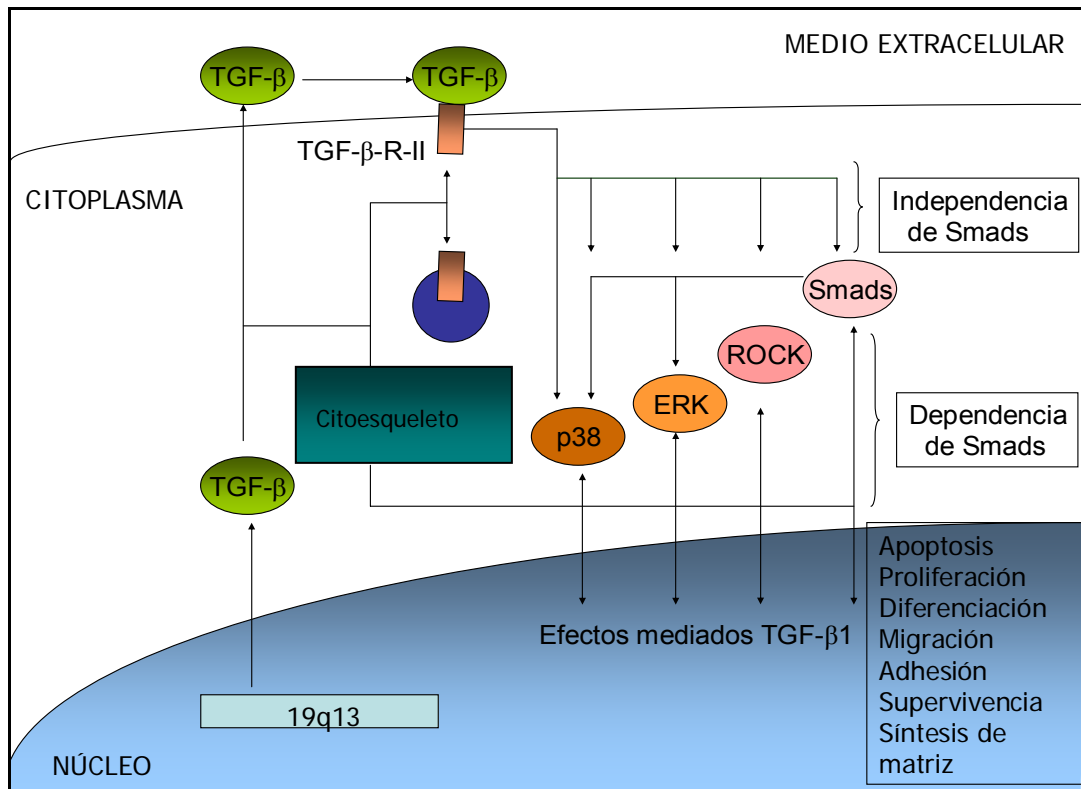 MEDIO EXTRACELULAR
TGF-β
TGF-β
TGF-β-R-II
CITOPLASMA
Independencia
de Smads
Smads
ROCK
ERK
p38
Citoesqueleto
Dependencia
de Smads
TGF-β
Apoptosis
Proliferación
Diferenciación
Migración
Adhesión
Supervivencia
Síntesis de
matriz
Efectos mediados TGF-β1
19q13
NÚCLEO